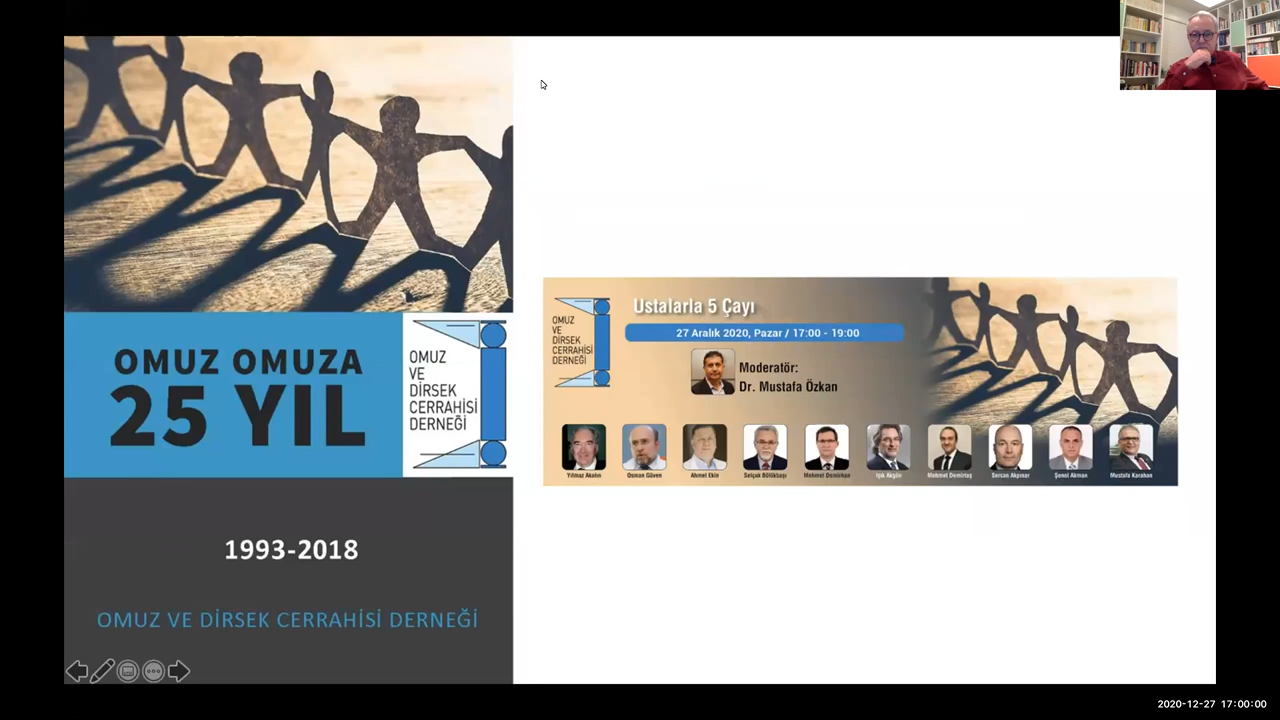 OMUZ OMUZA
25 YIL
OMUZ
VE
DİRSEK
CERRAHİSİ
DERNEĞİ
1993-2018
OMUZ VE DİRSEK CERRAHİSİ DERNEĞİ
OMUZ
VE
DİRSEK
CERRAHİSİ
DERNEĞİ
Ustalarla 5 Çayı
27 Aralık 2020, Pazar / 17:00 - 19:00
Moderatör:
Dr. Mustafa Özkan
Yılmaz Akalın
Osman Güven
Ahmet Ekin
Selçuk Bölükbaşı
Mehmet Demirhan
Işık Akgün
Mehmet Demirtaş
Sercan Akpınar
Şenol Akman
Mustafa Karahan
2020-12-27 17:00:00